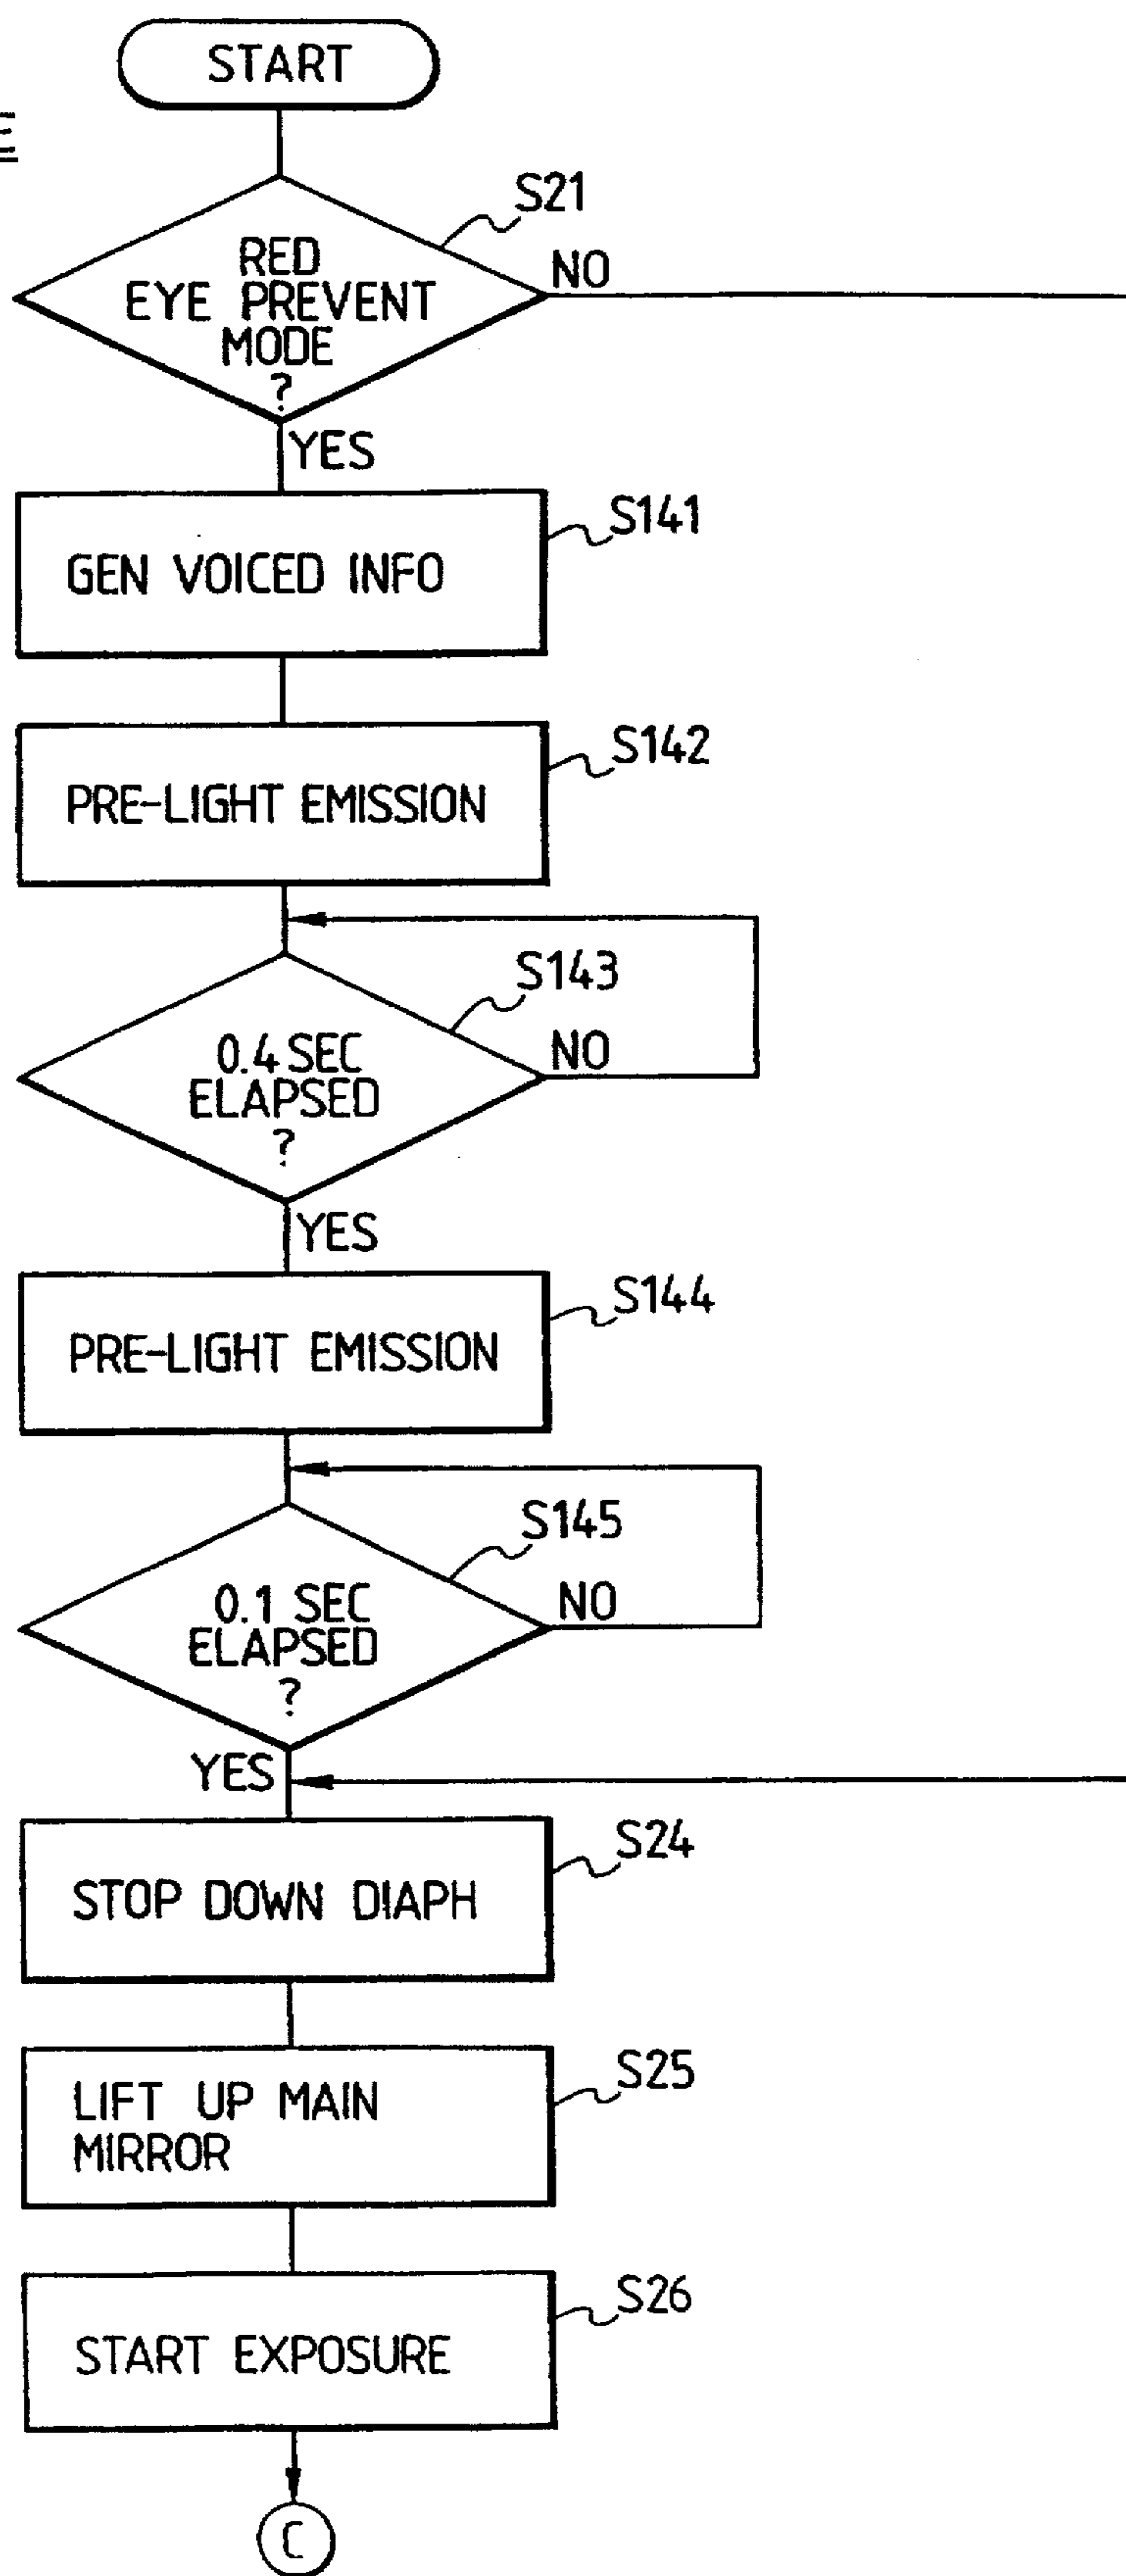 START
S21
RED
EYE PREVENT
MODE
?
NO
YES
S141
GEN VOICED INFO
S142
PRE-LIGHT EMISSION
S143
0.4 SEC
ELAPSED
?
NO
YES
S144
PRE-LIGHT EMISSION
S145
0.1 SEC
ELAPSED
?
NO
YES
S24
STOP DOWN DIAPH
S25
LIFT UP MAIN
MIRROR
S26
START EXPOSURE
C